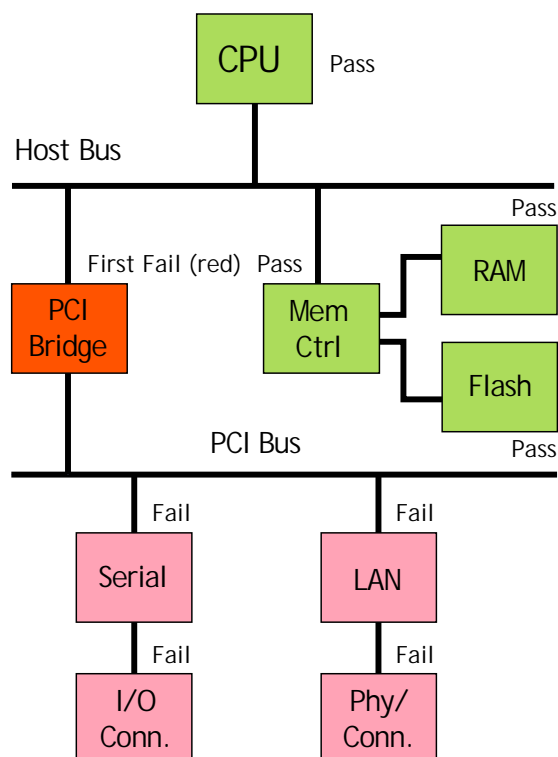 CPU
Pass
Host Bus
Pass
First Fail (red)
Pass
RAM
PCI
Bridge
Mem
Ctrl
Flash
PCI Bus
Pass
Fail
Fail
Serial
LAN
Fail
Fail
I/O
Conn.
Phy/
Conn.